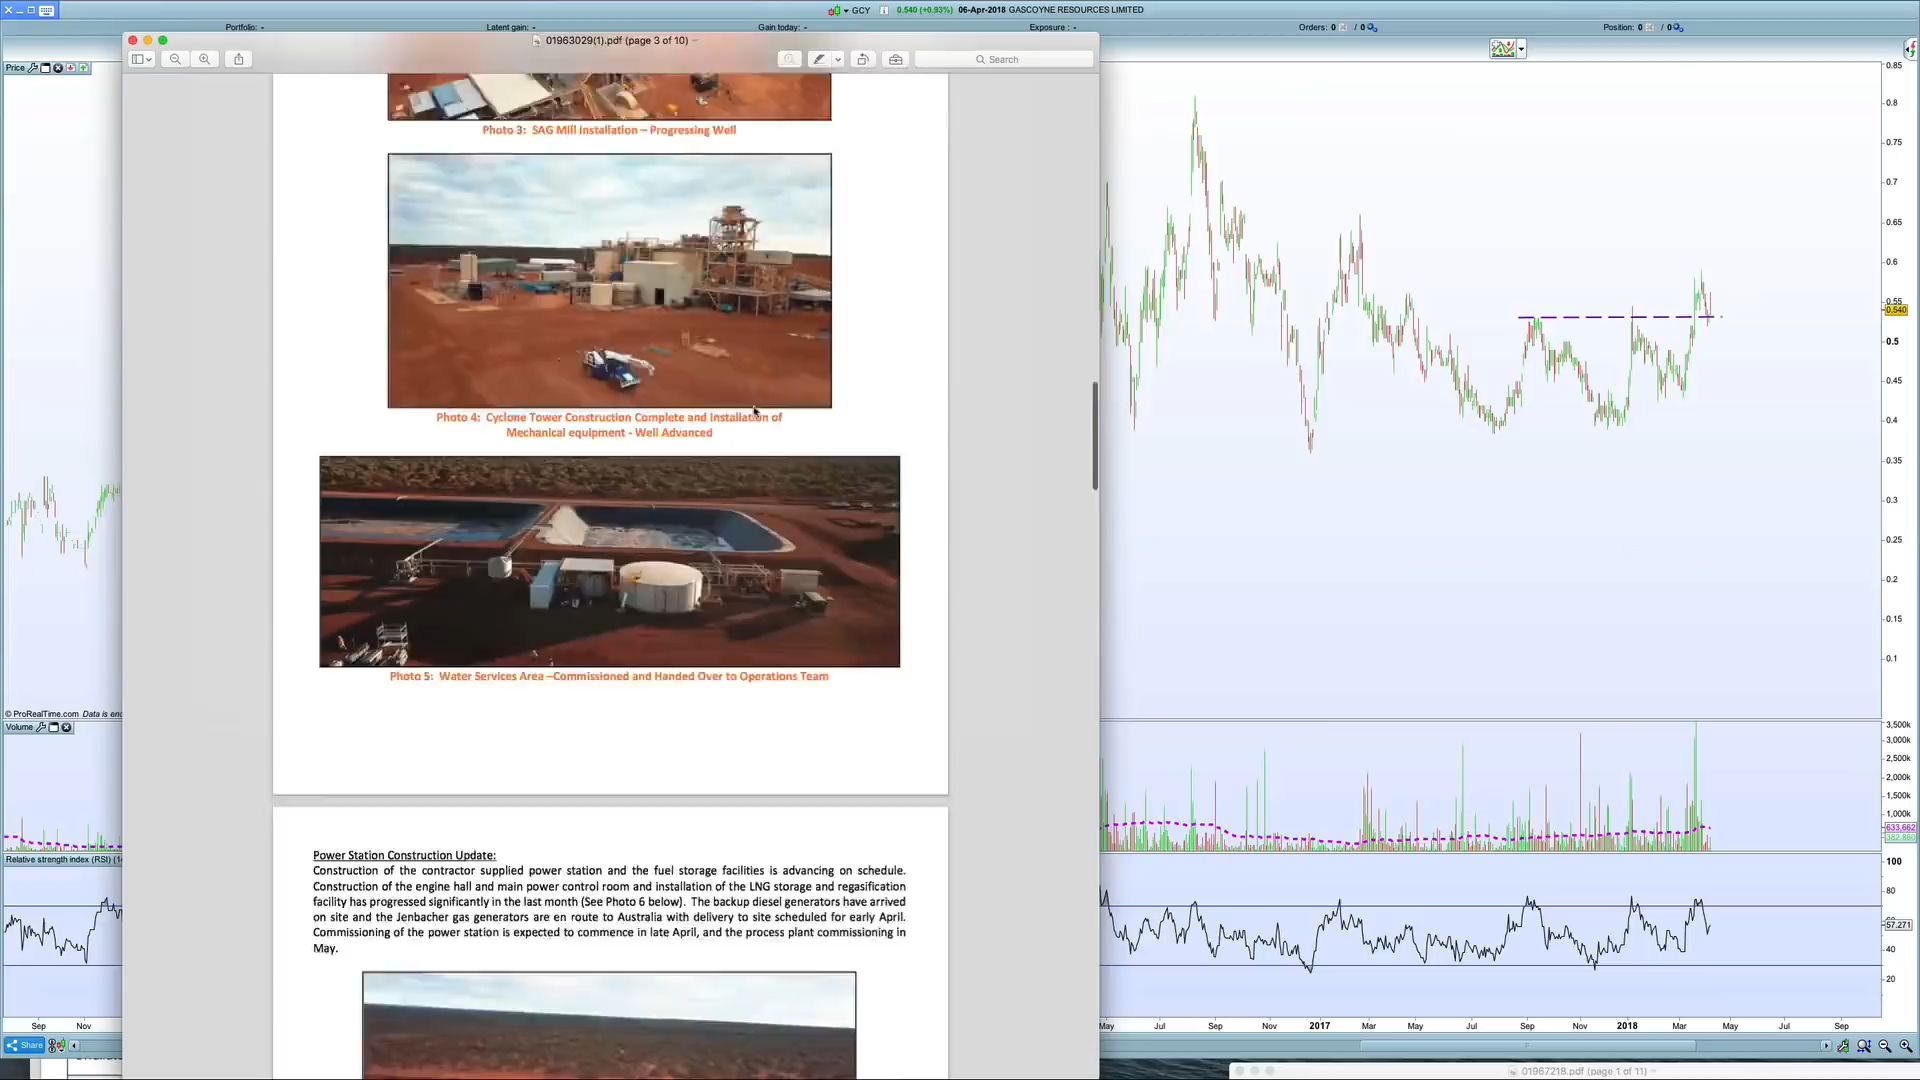 GCY 0.540 (+0.93%) 06-Apr-2018 GASCOYNE RESOURCES LIMITED
Portfolio: - Latent gain: - Gain today: - Exposure : - Orders: 0 / 0 Position: 0 / 0
01963029(1).pdf (page 3 of 10)
Search
Price
Photo 3: SAG Mill Installation – Progressing Well
Photo 4: Cyclone Tower Construction Complete and Installation of
Mechanical equipment - Well Advanced
Photo 5: Water Services Area –Commissioned and Handed Over to Operations Team
Power Station Construction Update:
Construction of the contractor supplied power station and the fuel storage facilities is advancing on schedule.
Construction of the engine hall and main power control room and installation of the LNG storage and regasification
facility has progressed significantly in the last month (See Photo 6 below). The backup diesel generators have arrived
on site and the Jenbacher gas generators are en route to Australia with delivery to site scheduled for early April.
Commissioning of the power station is expected to commence in late April, and the process plant commissioning in
May.
© ProRealTime.com Data is
Volume
Relative strength index (RSI)
Sep Nov
Share
0.85
0.8
0.75
0.7
0.65
0.6
0.55
0.540
0.5
0.45
0.4
0.35
0.3
0.25
0.2
0.15
0.1
3,500k
3,000k
2,500k
2,000k
1,500k
1,000k
633,662
100
80
57.271
40
20
May Jul Sep Nov 2017 Mar May Jul Sep Nov 2018 Mar May Jul Sep
01967218.pdf (page 1 of 11)